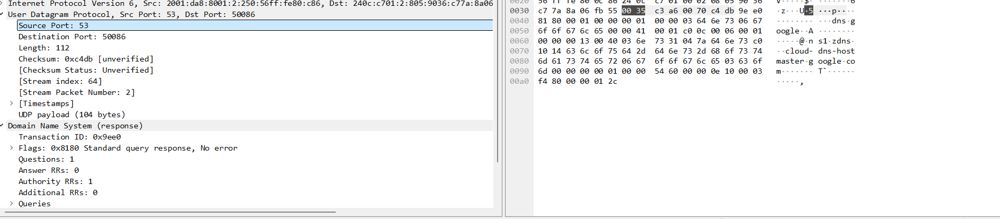 Internet Protocol Version 6, Src: 2001:da8:8001:2:250:56ff:fe80:c86, Dst: 240c:c701:2:805:9036:c77a:8a06
User Datagram Protocol, Src Port: 53, Dst Port: 50086
Source Port: 53
Destination Port: 50086
Length: 112
Checksum: 0xc4db [unverified]
[Checksum Status: Unverified]
[Stream index: 64]
[Stream Packet Number: 2]
[Timestamps]
UDP payload (104 bytes)
Domain Name System (response)
Transaction ID: 0x9ee0
Flags: 0x8180 Standard query response, No error
Questions: 1
Answer RRs: 0
Authority RRs: 1
Additional RRs: 0
Queries
0020 56 ff fe 80 0c 86 24 0c c7 01 00 02 08 05 90 36 V·····$· ·······6
0030 c7 7a 8a 06 fb 55 00 35 c3 a6 00 70 c4 db 9e e0 ·z···U·5 ···p····
0040 81 80 00 01 00 00 00 01 00 00 03 64 6e 73 06 67 ········ ···dns·g
0050 6f 6f 67 6c 65 00 00 41 00 01 c0 0c 00 06 00 01 oogle··A ········
0060 00 00 00 13 00 40 03 6e 73 31 04 7a 64 6e 73 c0 ·····@·n s1·zdns·
0070 10 14 63 6c 6f 75 64 2d 64 6e 73 2d 68 6f 73 74 ··cloud- dns-host
0080 6d 61 73 74 65 72 06 67 6f 6f 67 6c 65 03 63 6f master·g oogle·co
0090 6d 00 00 00 00 01 00 00 54 60 00 00 0e 10 00 03 m······· T`······
00a0 f4 80 00 00 01 2c ·····,